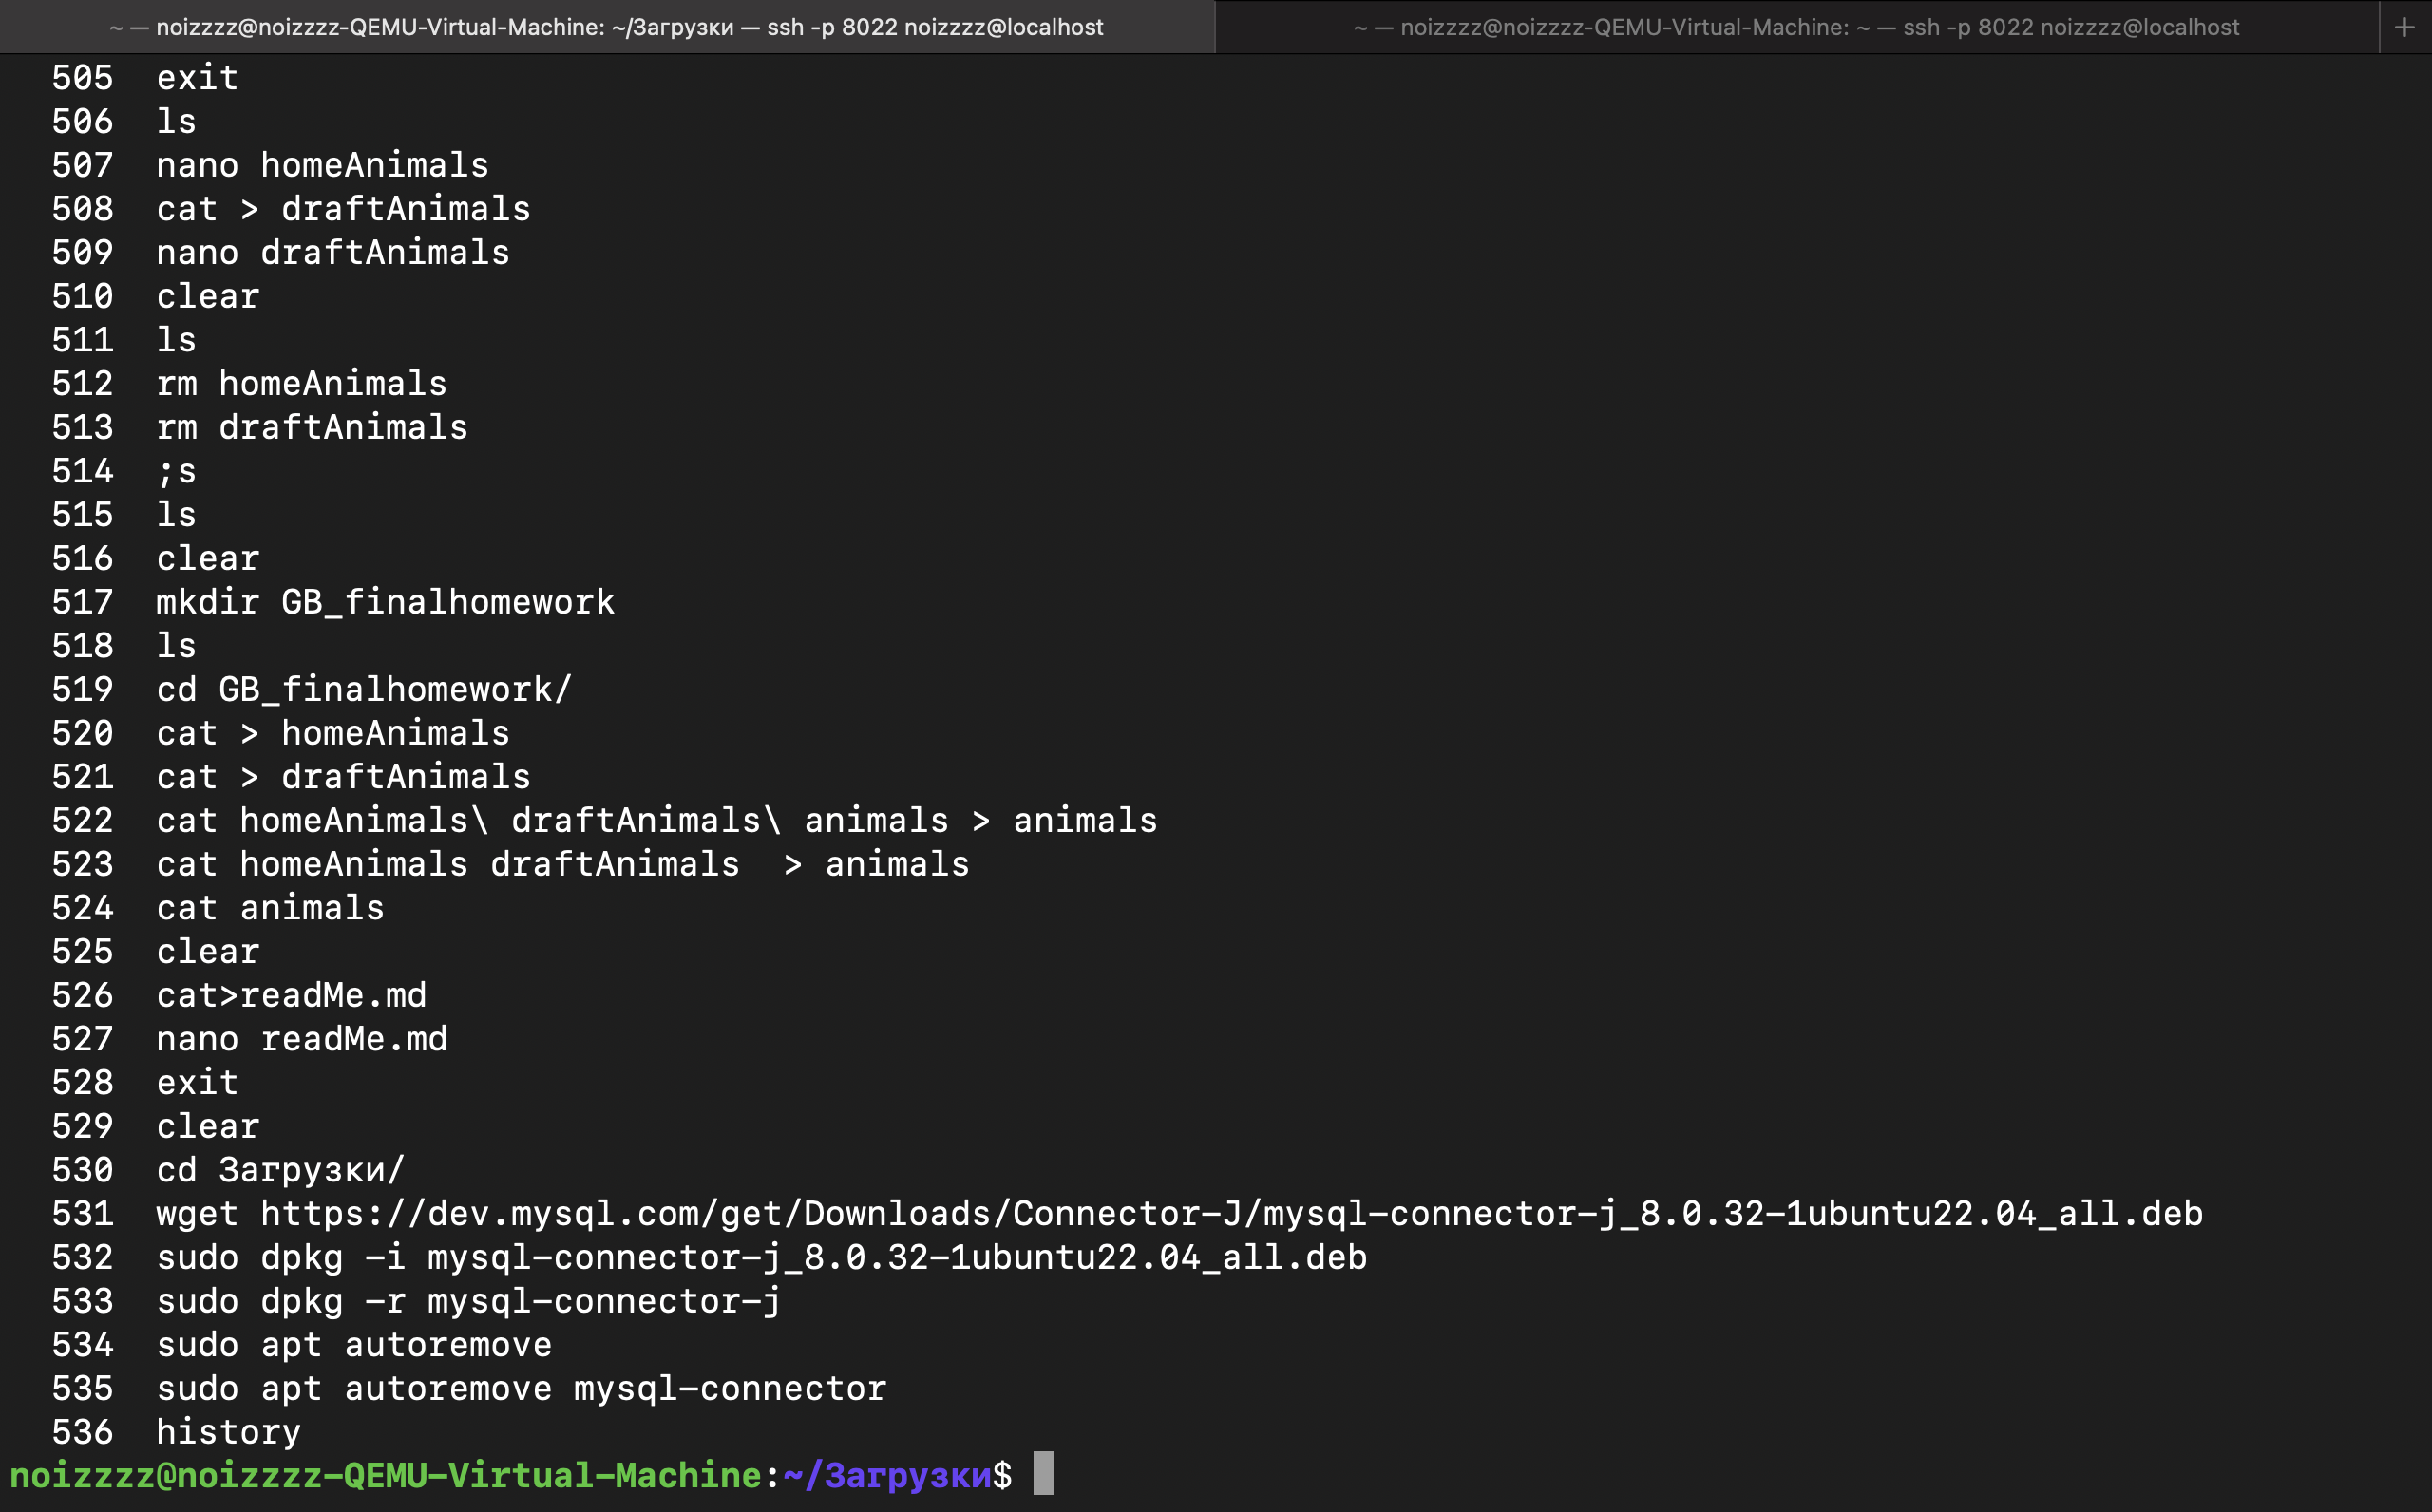 ~ — noizzzz@noizzzz-QEMU-Virtual-Machine: ~/Загрузки — ssh -p 8022 noizzzz@localhost
~ — noizzzz@noizzzz-QEMU-Virtual-Machine: ~ — ssh -p 8022 noizzzz@localhost
+
505 exit
506 ls
507 nano homeAnimals
508 cat > draftAnimals
509 nano draftAnimals
510 clear
511 ls
512 rm homeAnimals
513 rm draftAnimals
514 ;s
515 ls
516 clear
517 mkdir GB_finalhomework
518 ls
519 cd GB_finalhomework/
520 cat > homeAnimals
521 cat > draftAnimals
522 cat homeAnimals\ draftAnimals\ animals > animals
523 cat homeAnimals draftAnimals  > animals
524 cat animals
525 clear
526 cat>readMe.md
527 nano readMe.md
528 exit
529 clear
530 cd Загрузки/
531 wget https://dev.mysql.com/get/Downloads/Connector-J/mysql-connector-j_8.0.32-1ubuntu22.04_all.deb
532 sudo dpkg -i mysql-connector-j_8.0.32-1ubuntu22.04_all.deb
533 sudo dpkg -r mysql-connector-j
534 sudo apt autoremove
535 sudo apt autoremove mysql-connector
536 history
noizzzz@noizzzz-QEMU-Virtual-Machine:~/Загрузки$